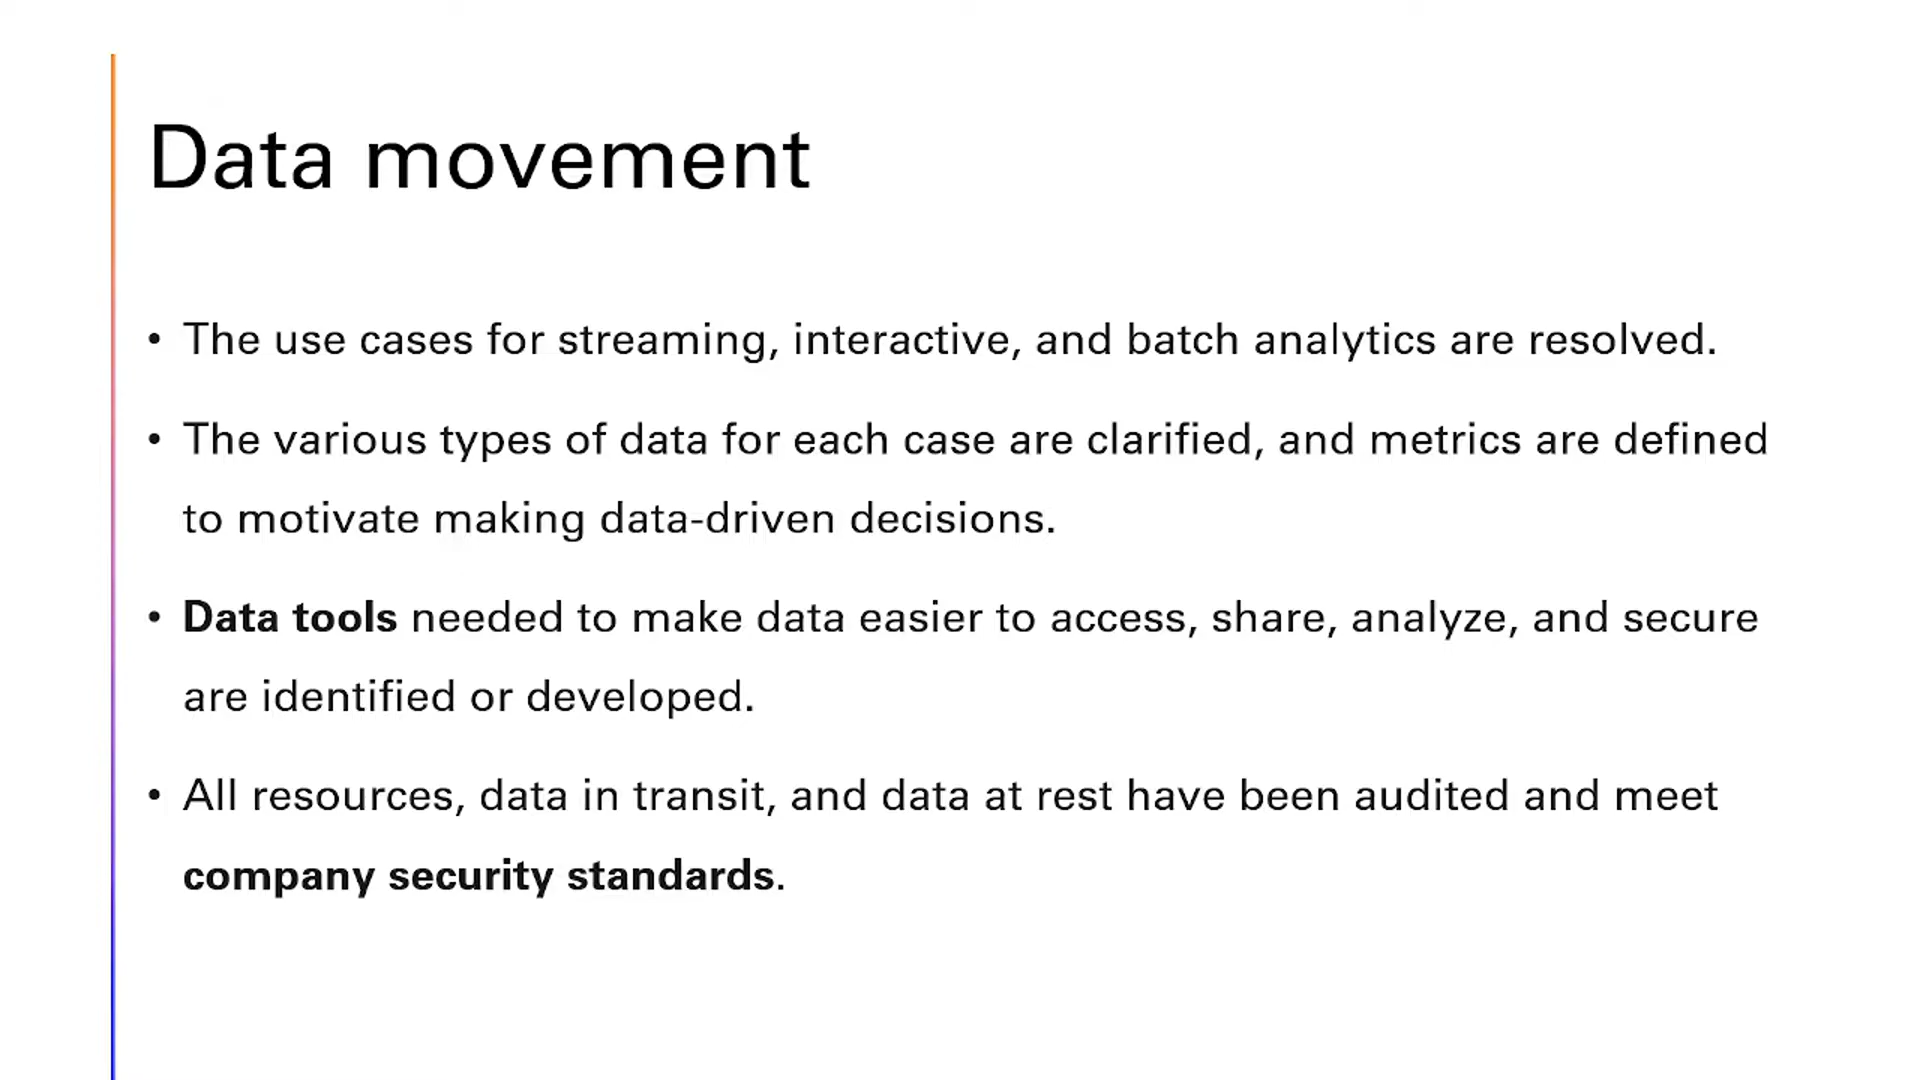 Data movement
• The use cases for streaming, interactive, and batch analytics are resolved.
• The various types of data for each case are clarified, and metrics are defined
to motivate making data-driven decisions.
• Data tools needed to make data easier to access, share, analyze, and secure
are identified or developed.
• All resources, data in transit, and data at rest have been audited and meet
company security standards.